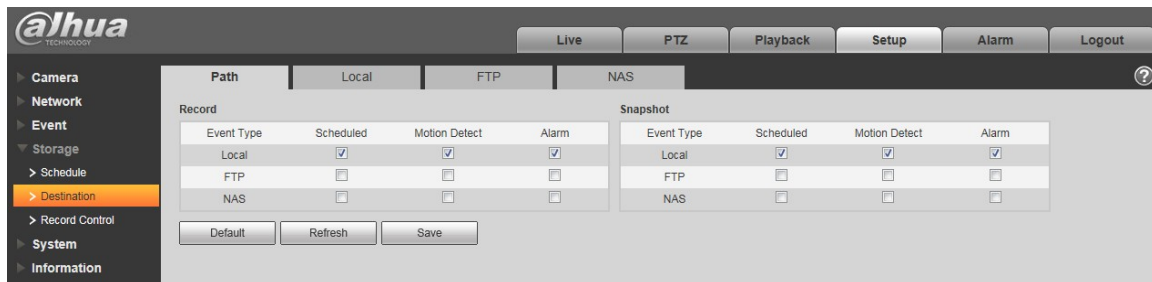 alhua
TECHNOLOGY
Live PTZ Playback Setup Alarm Logout
Camera
Network
Event
Storage
> Schedule
> Destination
> Record Control
System
Information
Path Local FTP NAS ?
Record
Event Type Scheduled Motion Detect Alarm
Local
FTP
NAS
Snapshot
Event Type Scheduled Motion Detect Alarm
Local
FTP
NAS
Default Refresh Save